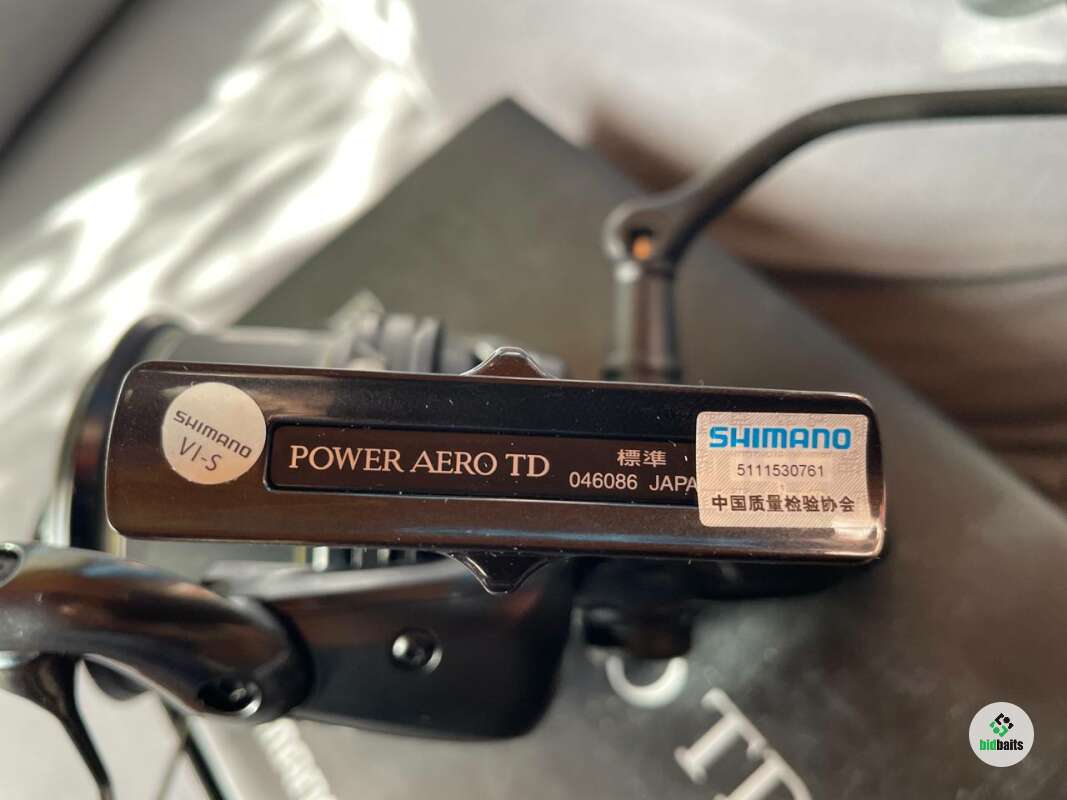 SHIMANO
VI-S
POWER AERO TD
標準
046086 JAPA
SHIMANO
5111530761
中国质量检验协会
T
bidbaits